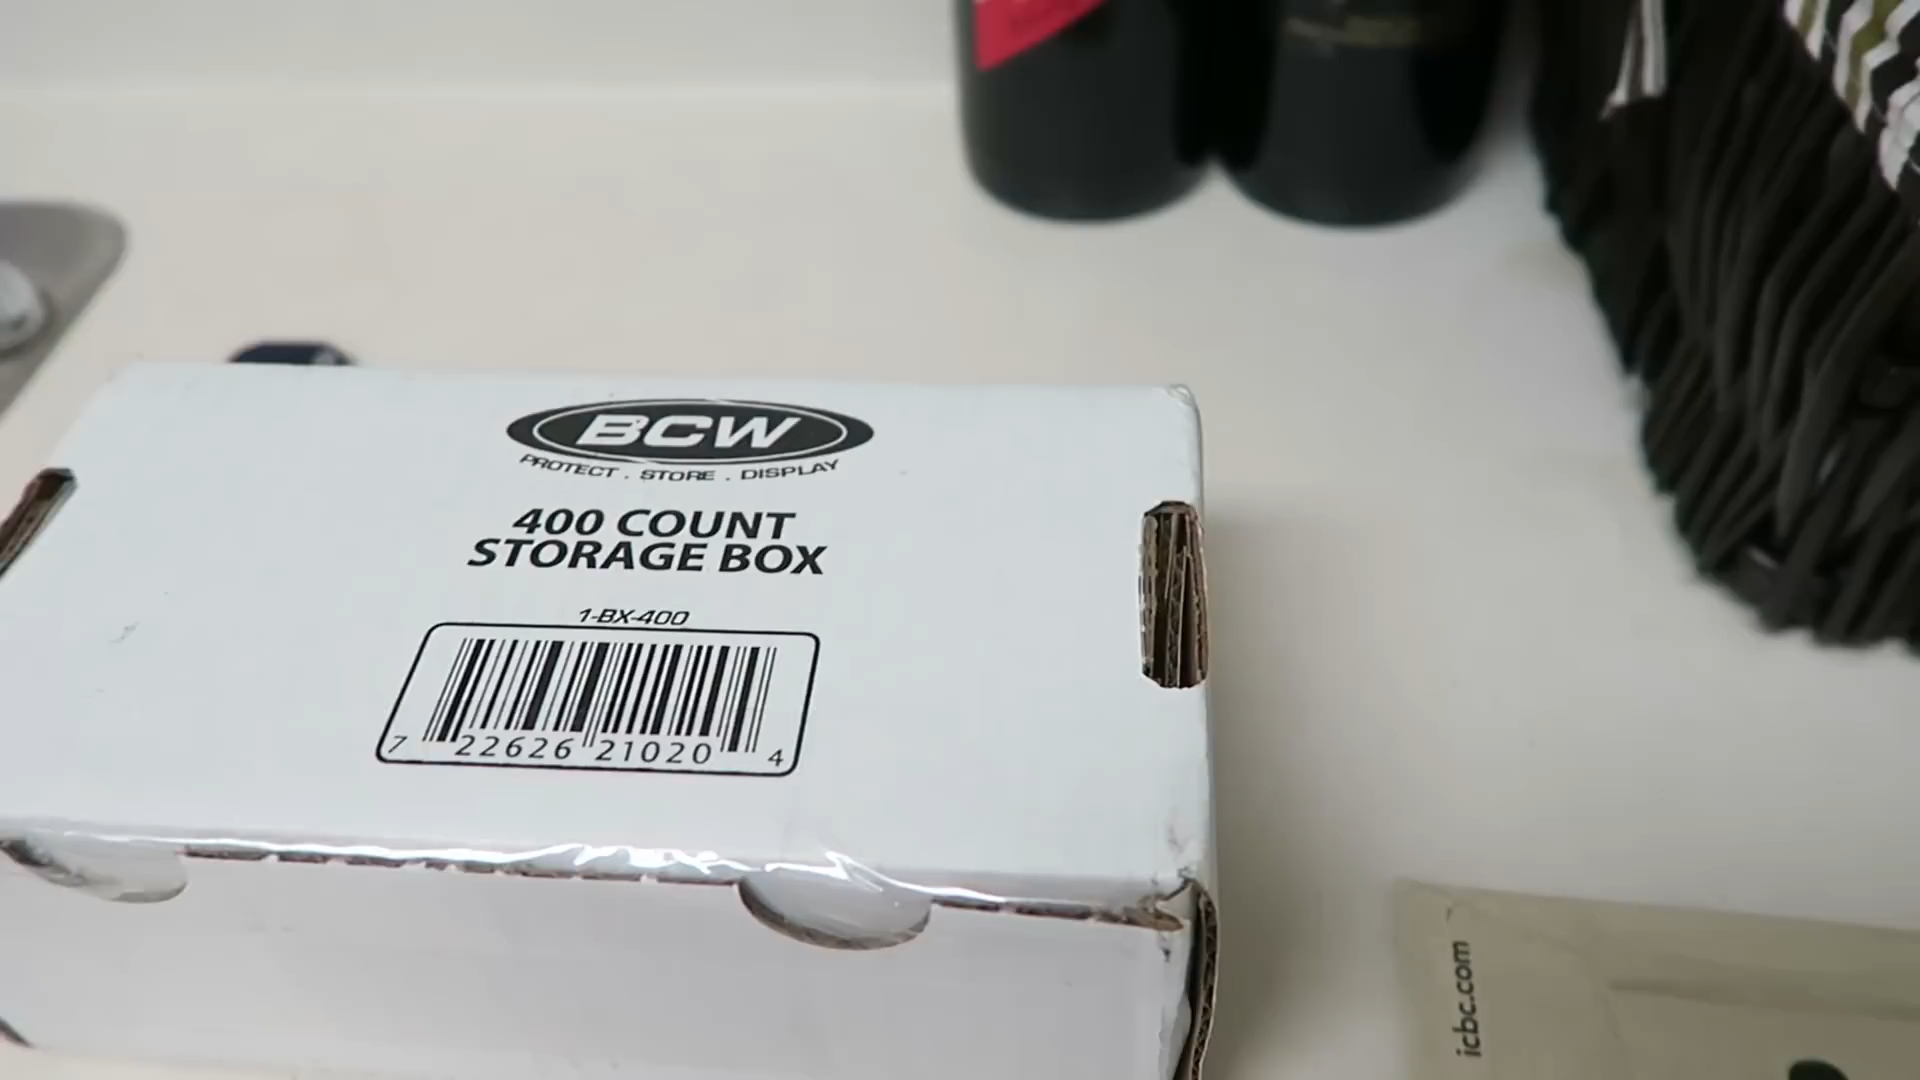 BCW
PROTECT . STORE . DISPLAY
400 COUNT
STORAGE BOX
1-BX-400
7 22626 21020 4
icbc.com